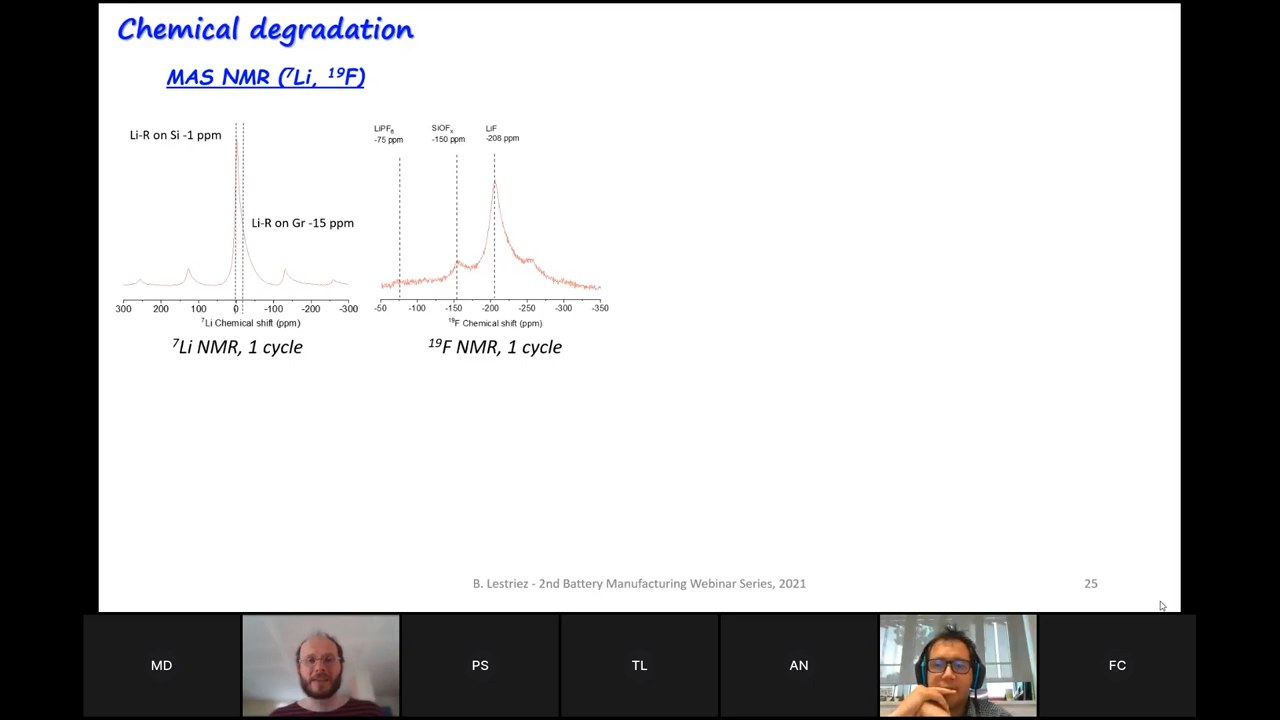 Chemical degradation
MAS NMR (⁷Li, ¹⁹F)
Li-R on Si -1 ppm
Li-R on Gr -15 ppm
300 200 100 0 -100 -200 -300
⁷Li Chemical shift (ppm)
⁷Li NMR, 1 cycle
LiPF₆
-75 ppm
SiOFₓ
-150 ppm
LiF
-208 ppm
-50 -100 -150 -200 -250 -300 -350
¹⁹F Chemical shift (ppm)
¹⁹F NMR, 1 cycle
B. Lestriez - 2nd Battery Manufacturing Webinar Series, 2021
25
MD
PS
TL
AN
FC